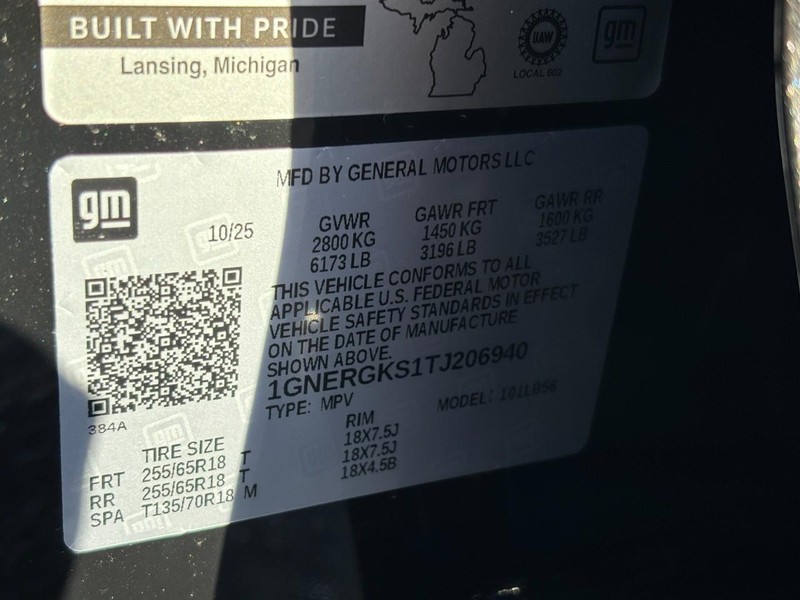 BUILT WITH PRIDE
Lansing, Michigan
UAW
LOCAL 602
gm
MFD BY GENERAL MOTORS LLC
gm
10/25
GVWR GAWR FRT GAWR RR
2800 KG 1450 KG 1600 KG
6173 LB 3196 LB 3527 LB
THIS VEHICLE CONFORMS TO ALL
APPLICABLE U.S. FEDERAL MOTOR
VEHICLE SAFETY STANDARDS IN EFFECT
ON THE DATE OF MANUFACTURE
SHOWN ABOVE.
1GNERGKS1TJ206940
TYPE: MPV MODEL: 101LB56
384A
TIRE SIZE RIM
FRT 255/65R18 T 18X7.5J
RR 255/65R18 T 18X7.5J
SPA T135/70R18 M 18X4.5B